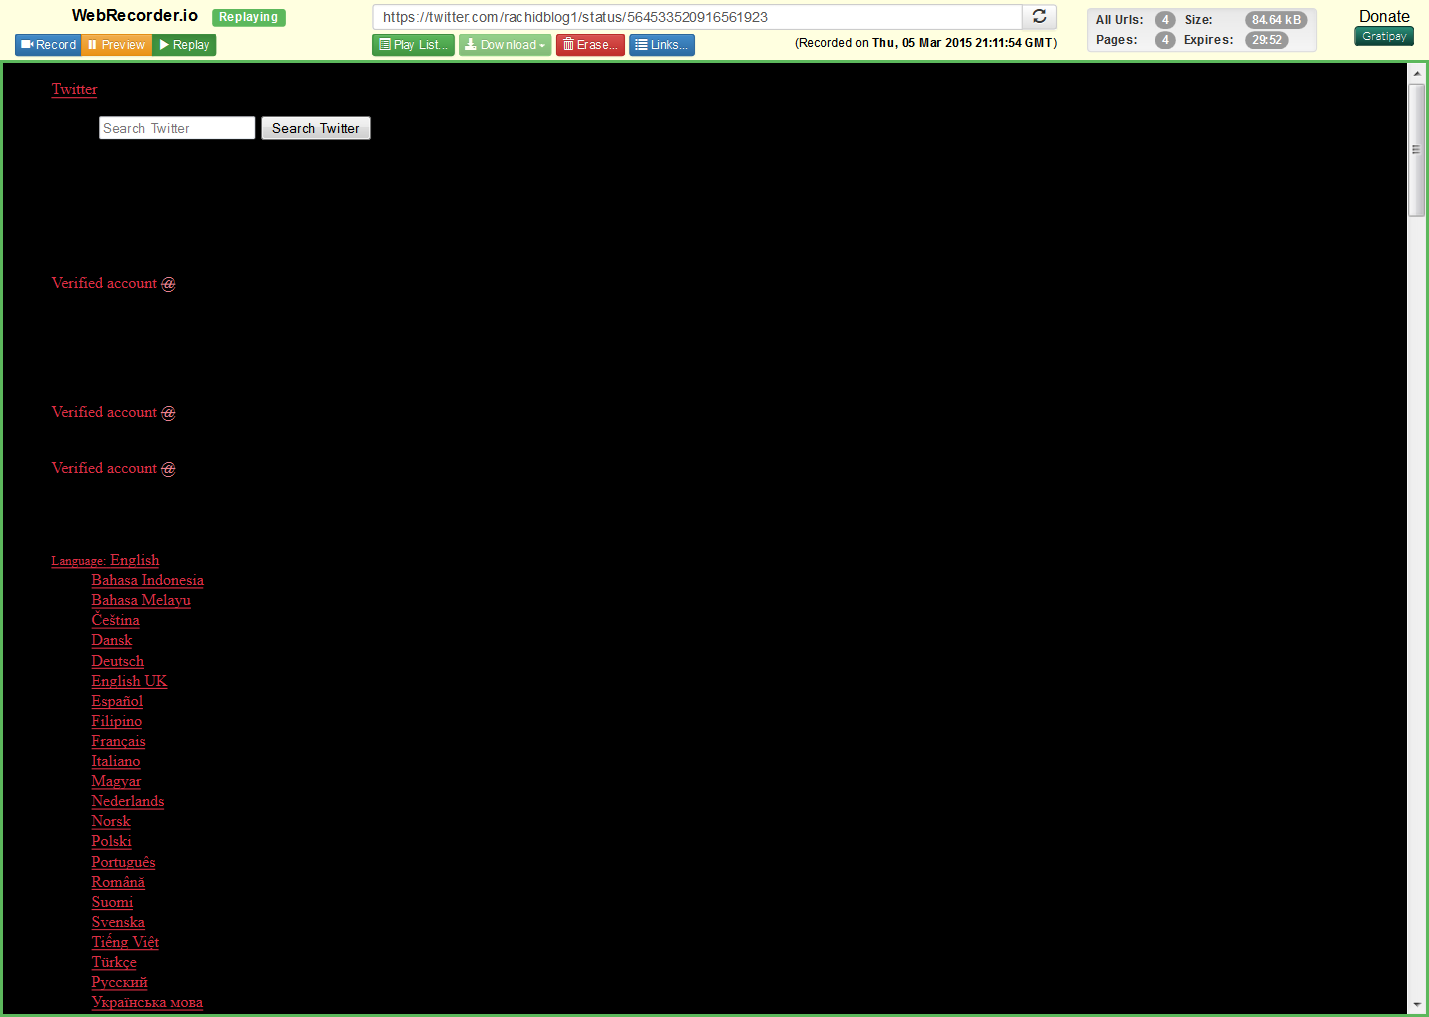 WebRecorder.io Replaying
https://twitter.com/rachidblog1/status/564533520916561923
All Urls: 4 Size: 84.64 kB
Donate
Record Preview Replay
Play List... Download Erase... Links...
(Recorded on Thu, 05 Mar 2015 21:11:54 GMT)
Pages: 4 Expires: 29:52
Gratipay
Twitter
Search Twitter Search Twitter
Verified account @
Verified account @
Verified account @
Language: English
Bahasa Indonesia
Bahasa Melayu
Čeština
Dansk
Deutsch
English UK
Español
Filipino
Français
Italiano
Magyar
Nederlands
Norsk
Polski
Português
Română
Suomi
Svenska
Tiếng Việt
Türkçe
Русский
Українська мова